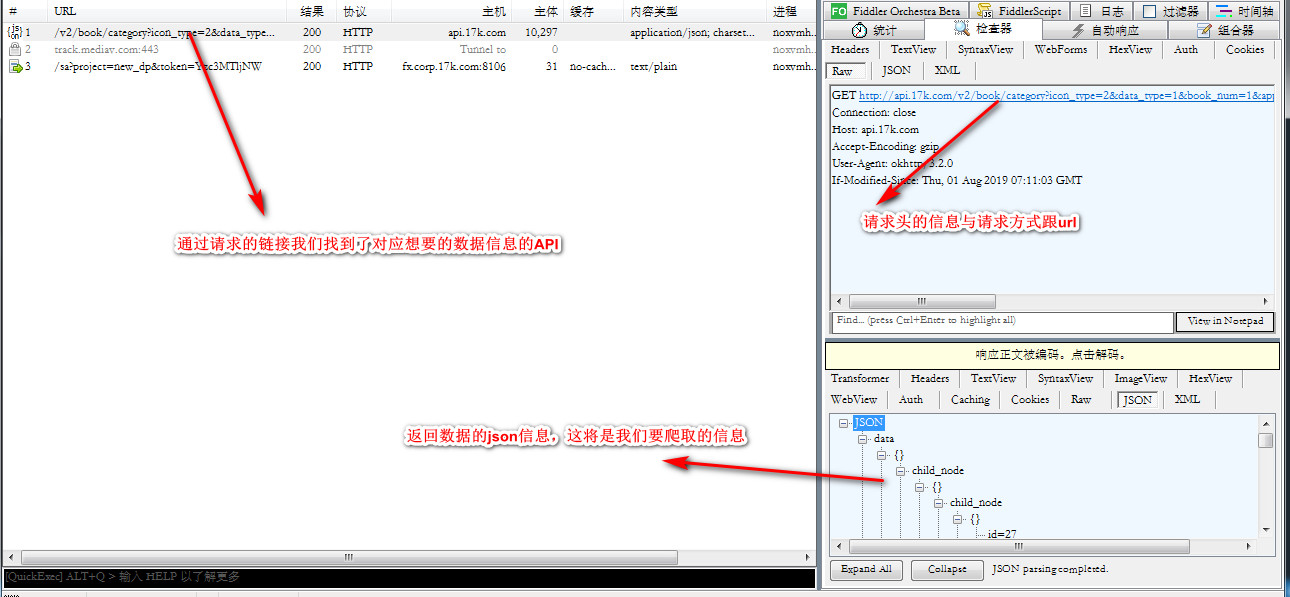 # URL 结果 协议 主机 主体 缓存 内容类型 进程
1 /v2/book/category?icon_type=2&data_type... 200 HTTP api.17k.com 10,297 application/json; charset... noxvmh...
2 track.mediav.com:443 200 HTTP Tunnel to 0 noxvmh...
3 /sa?project=new_dp&token=Yzc3MTljNW 200 HTTP fx.corp.17k.com:8106 31 no-cach... text/plain noxvmh...
通过请求的链接我们找到了对应想要的数据信息的API
返回数据的json信息，这将是我们要爬取的信息
[QuickExec] ALT+Q > 输入 HELP 以了解更多
FO Fiddler Orchestra Beta FiddlerScript 日志 过滤器 时间轴
统计 检查器 自动响应 组合器
Headers TextView SyntaxView WebForms HexView Auth Cookies
Raw JSON XML
GET http://api.17k.com/v2/book/category?icon_type=2&data_type=1&book_num=1&app
Connection: close
Host: api.17k.com
Accept-Encoding: gzip
User-Agent: okhttp/3.2.0
If-Modified-Since: Thu, 01 Aug 2019 07:11:03 GMT
请求头的信息与请求方式跟url
Find... (press Ctrl+Enter to highlight all) View in Notepad
响应正文被编码。点击解码。
Transformer Headers TextView SyntaxView ImageView HexView
WebView Auth Caching Cookies Raw JSON XML
JSON
data
{}
child_node
{}
child_node
{}
id=27
Expand All Collapse JSON parsing completed.